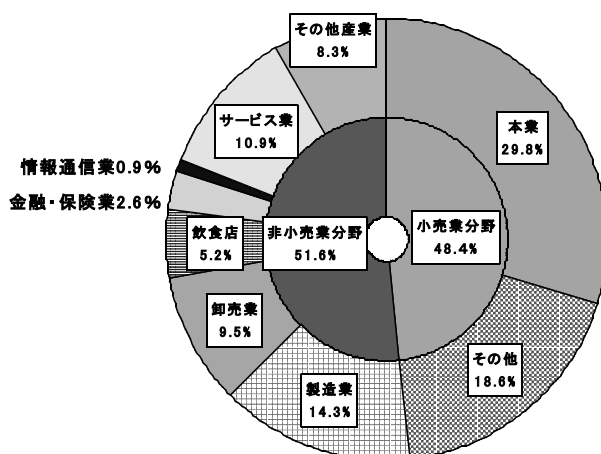 その他産業
8.3%
本業
29.8%
サービス業
10.9%
情報通信業0.9%
金融・保険業2.6%
飲食店
5.2%
非小売業分野
51.6%
小売業分野
48.4%
卸売業
9.5%
その他
18.6%
製造業
14.3%